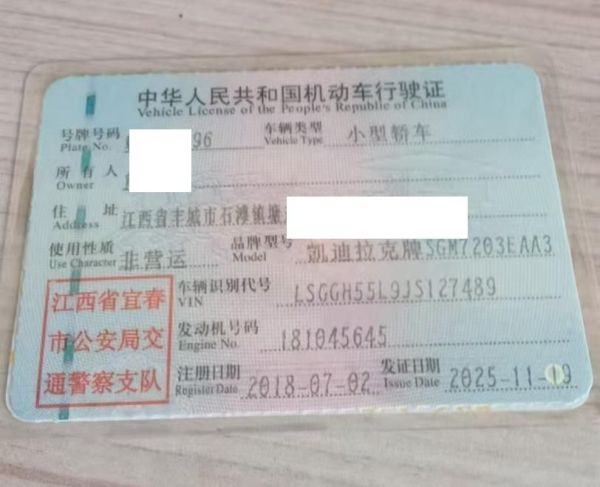 中华人民共和国机动车行驶证
Vehicle License of the People's Republic of China
号牌号码 96 车辆类型 小型轿车
Plate No. Vehicle Type
所有人
Owner
住址 江西省丰城市石滩镇塘
Address
使用性质 非营运 品牌型号 凯迪拉克牌SGM7203EAA3
Use Character Model
江西省宜春
市公安局交
通警察支队
车辆识别代号 LSGGH55L9JS127489
VIN
发动机号码 181045645
Engine No.
注册日期 2018-07-02 发证日期 2025-11-19
Register Date Issue Date